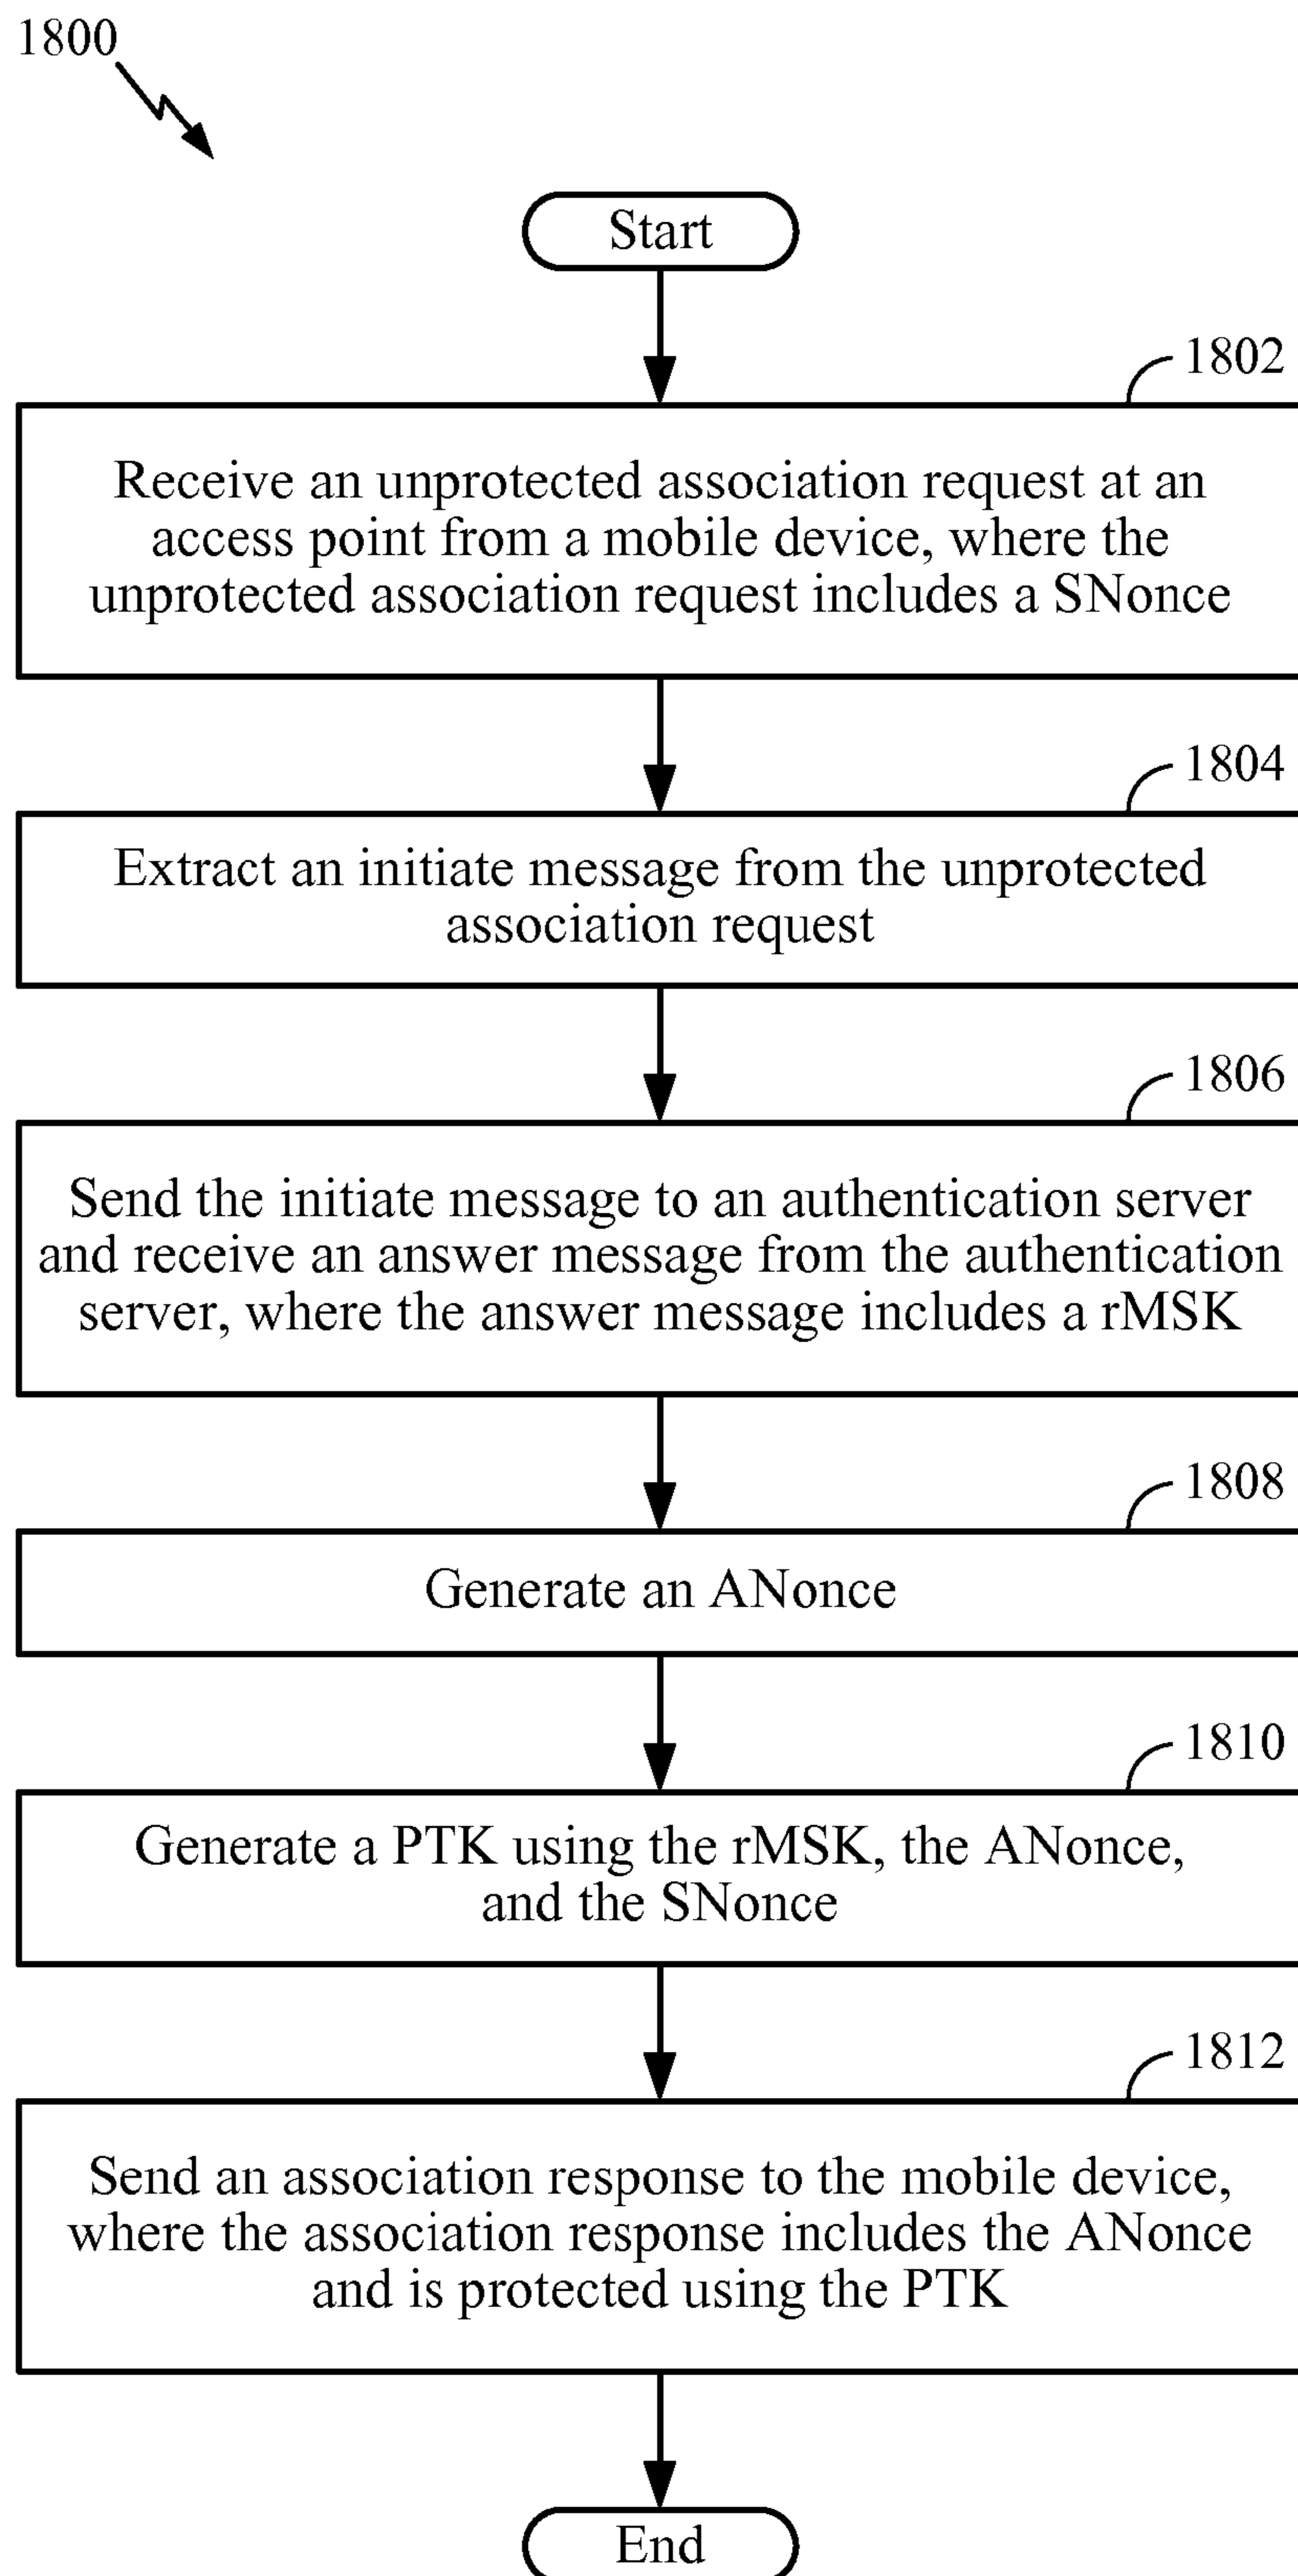 1800
Start
1802
Receive an unprotected association request at an
access point from a mobile device, where the
unprotected association request includes a SNonce
1804
Extract an initiate message from the unprotected
association request
1806
Send the initiate message to an authentication server
and receive an answer message from the authentication
server, where the answer message includes a rMSK
1808
Generate an ANonce
1810
Generate a PTK using the rMSK, the ANonce,
and the SNonce
1812
Send an association response to the mobile device,
where the association response includes the ANonce
and is protected using the PTK
End